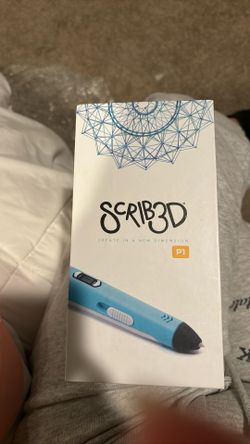 SCRIB3D
CREATE IN A NEW DIMENSION
P1